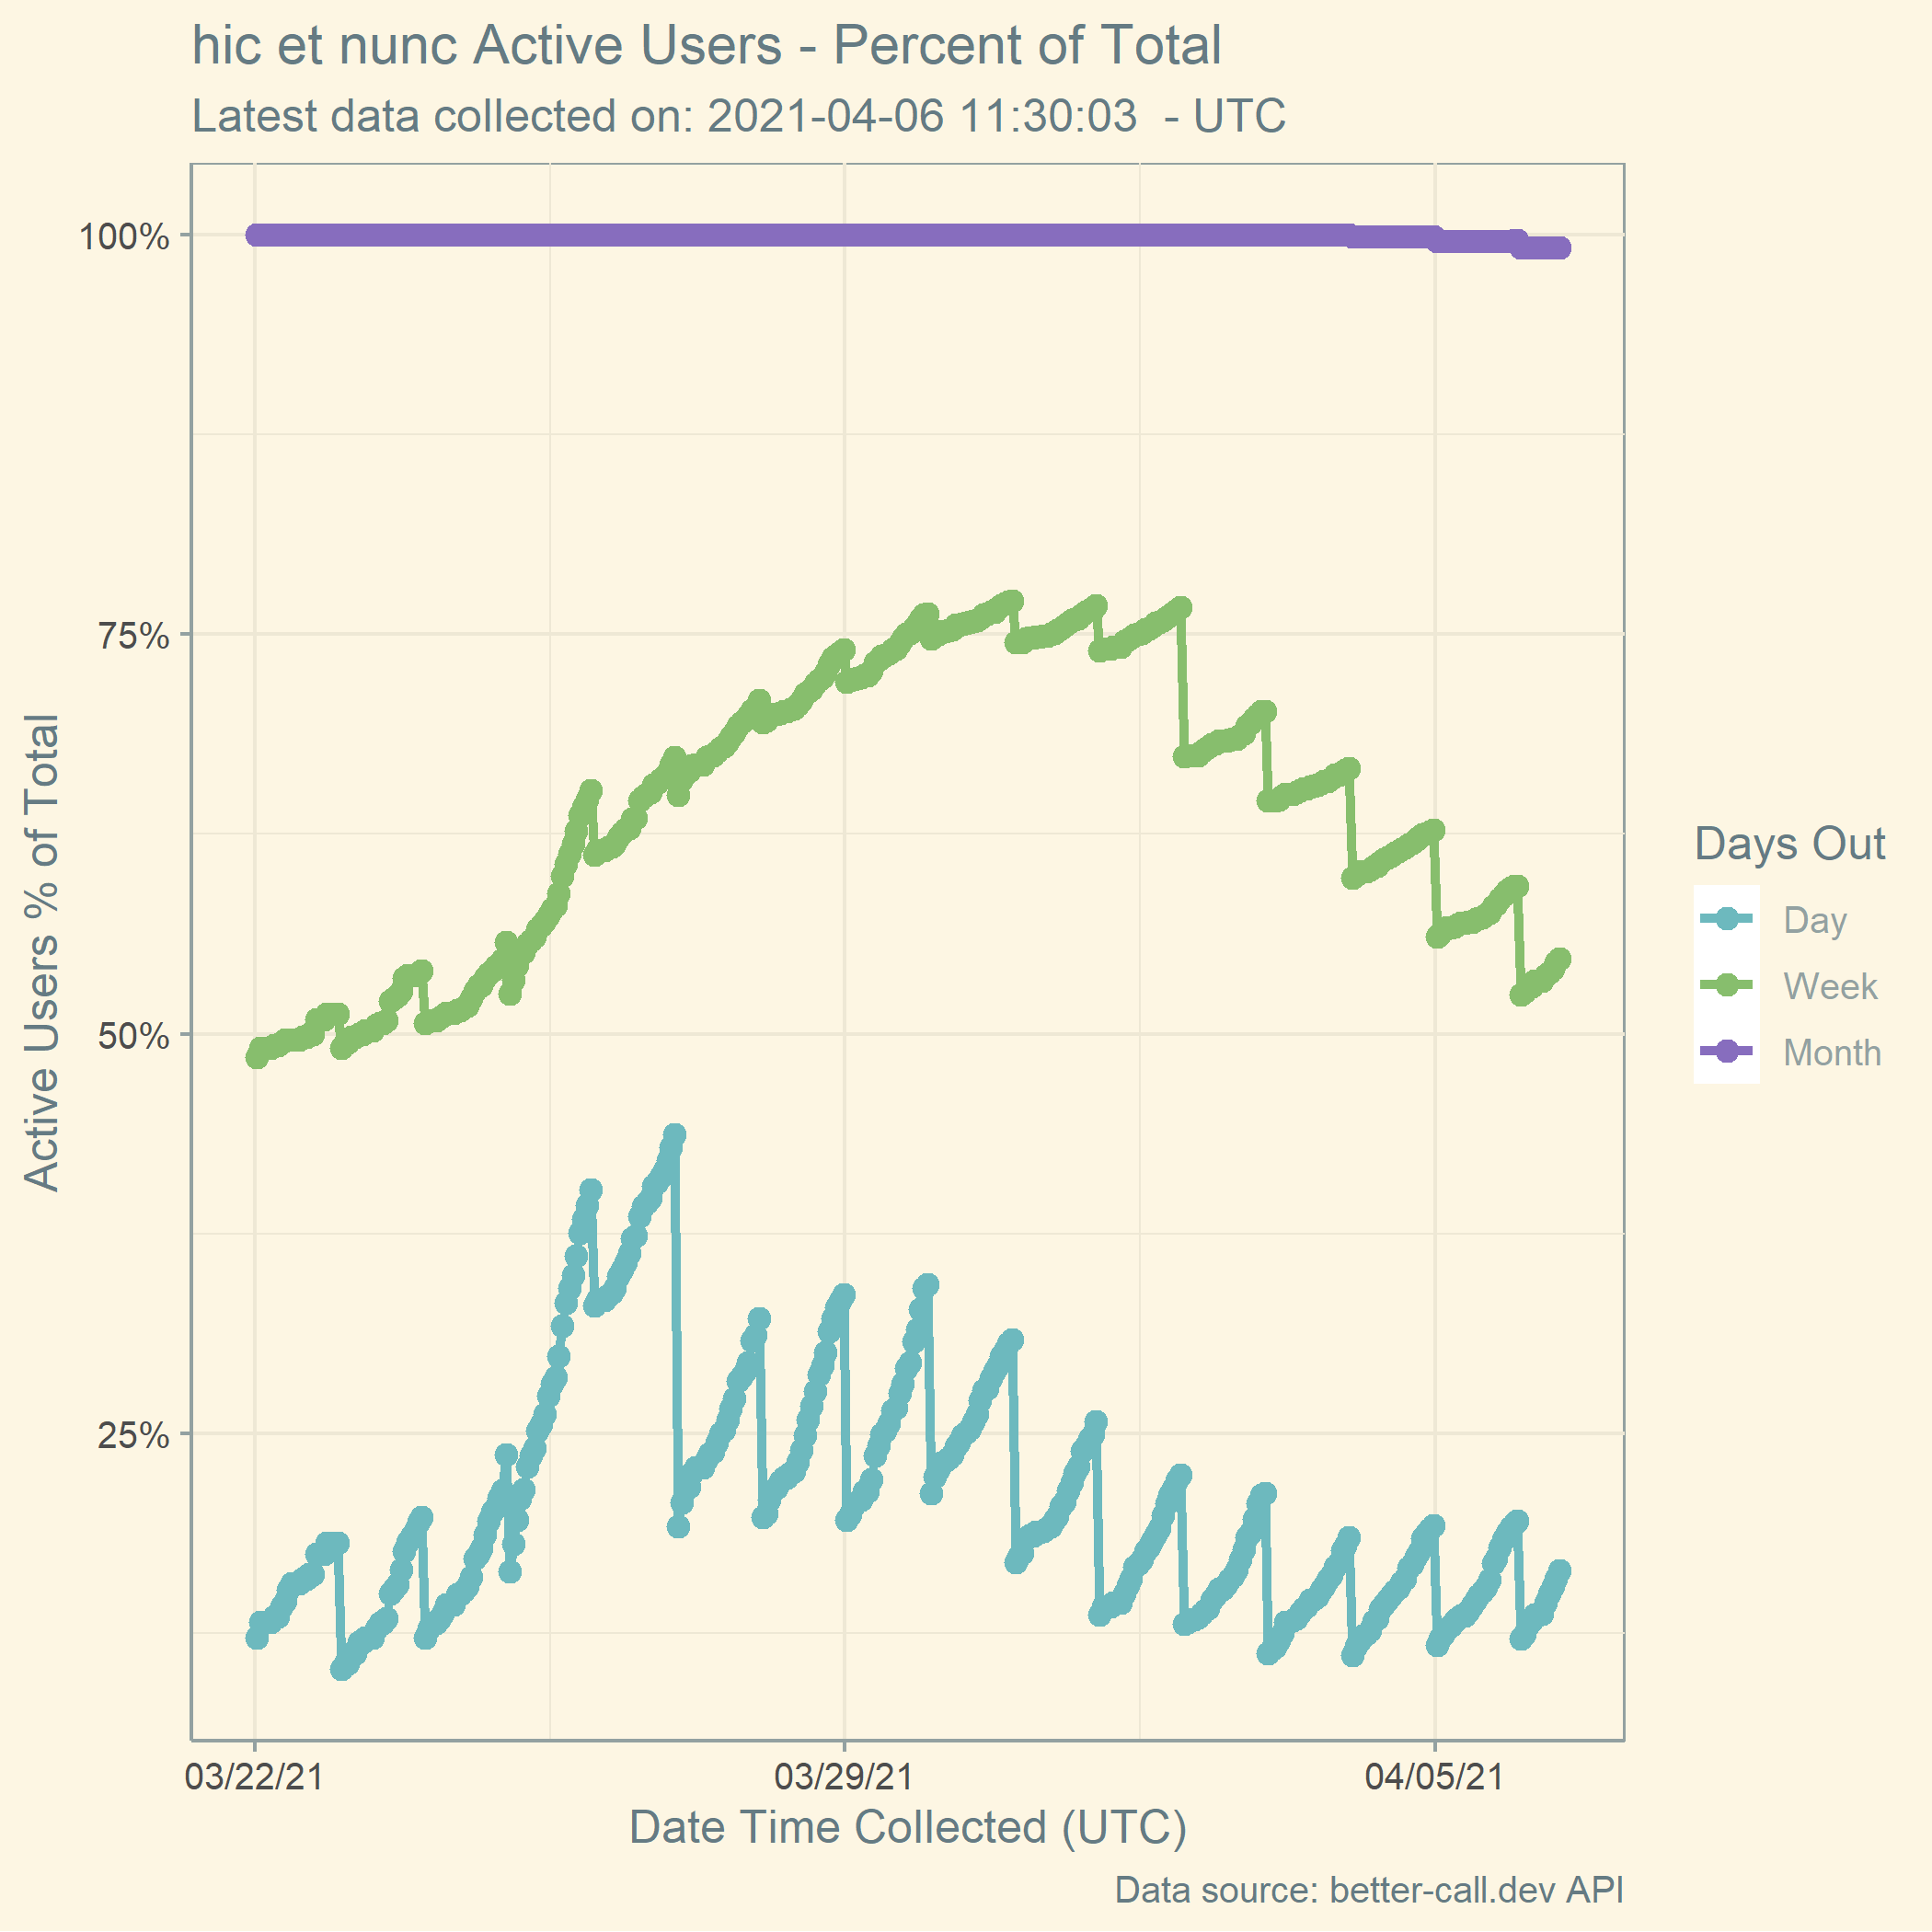 hic et nunc Active Users - Percent of Total
Latest data collected on: 2021-04-06 11:30:03  - UTC
100%
75%
50%
25%
Active Users % of Total
03/22/21
03/29/21
04/05/21
Date Time Collected (UTC)
Days Out
Day
Week
Month
Data source: better-call.dev API